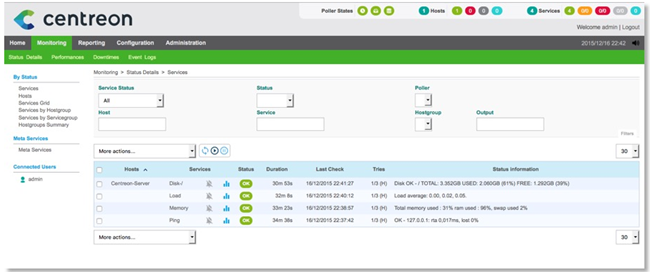 centreon
Poller States 1 Hosts 1 0 0 0 4 Services 4 0/0 0/0 0/0 0
Welcome admin | Logout
Home Monitoring Reporting Configuration Administration 2015/12/16 22:42
Status Details Performances Downtimes Event Logs
By Status
Services
Hosts
Services Grid
Services by Hostgroup
Services by Servicegroup
Hostgroups Summary
Meta Services
Meta Services
Connected Users
admin
Monitoring > Status Details > Services
Service Status Status Poller
All
Host Service Hostgroup Output
Filters
More actions... 30
Hosts Services Status Duration Last Check Tries Status information
Centreon-Server Disk-/ OK 30m 53s 16/12/2015 22:41:27 1/3 (H) Disk OK - / TOTAL: 3.352GB USED: 2.060GB (61%) FREE: 1.292GB (39%)
Load OK 32m 8s 16/12/2015 22:40:12 1/3 (H) Load average: 0.00, 0.02, 0.05.
Memory OK 33m 23s 16/12/2015 22:38:57 1/3 (H) Total memory used : 31% ram used : 96%, swap used 2%
Ping OK 34m 38s 16/12/2015 22:37:42 1/3 (H) OK - 127.0.0.1: rta 0,017ms, lost 0%
More actions... 30